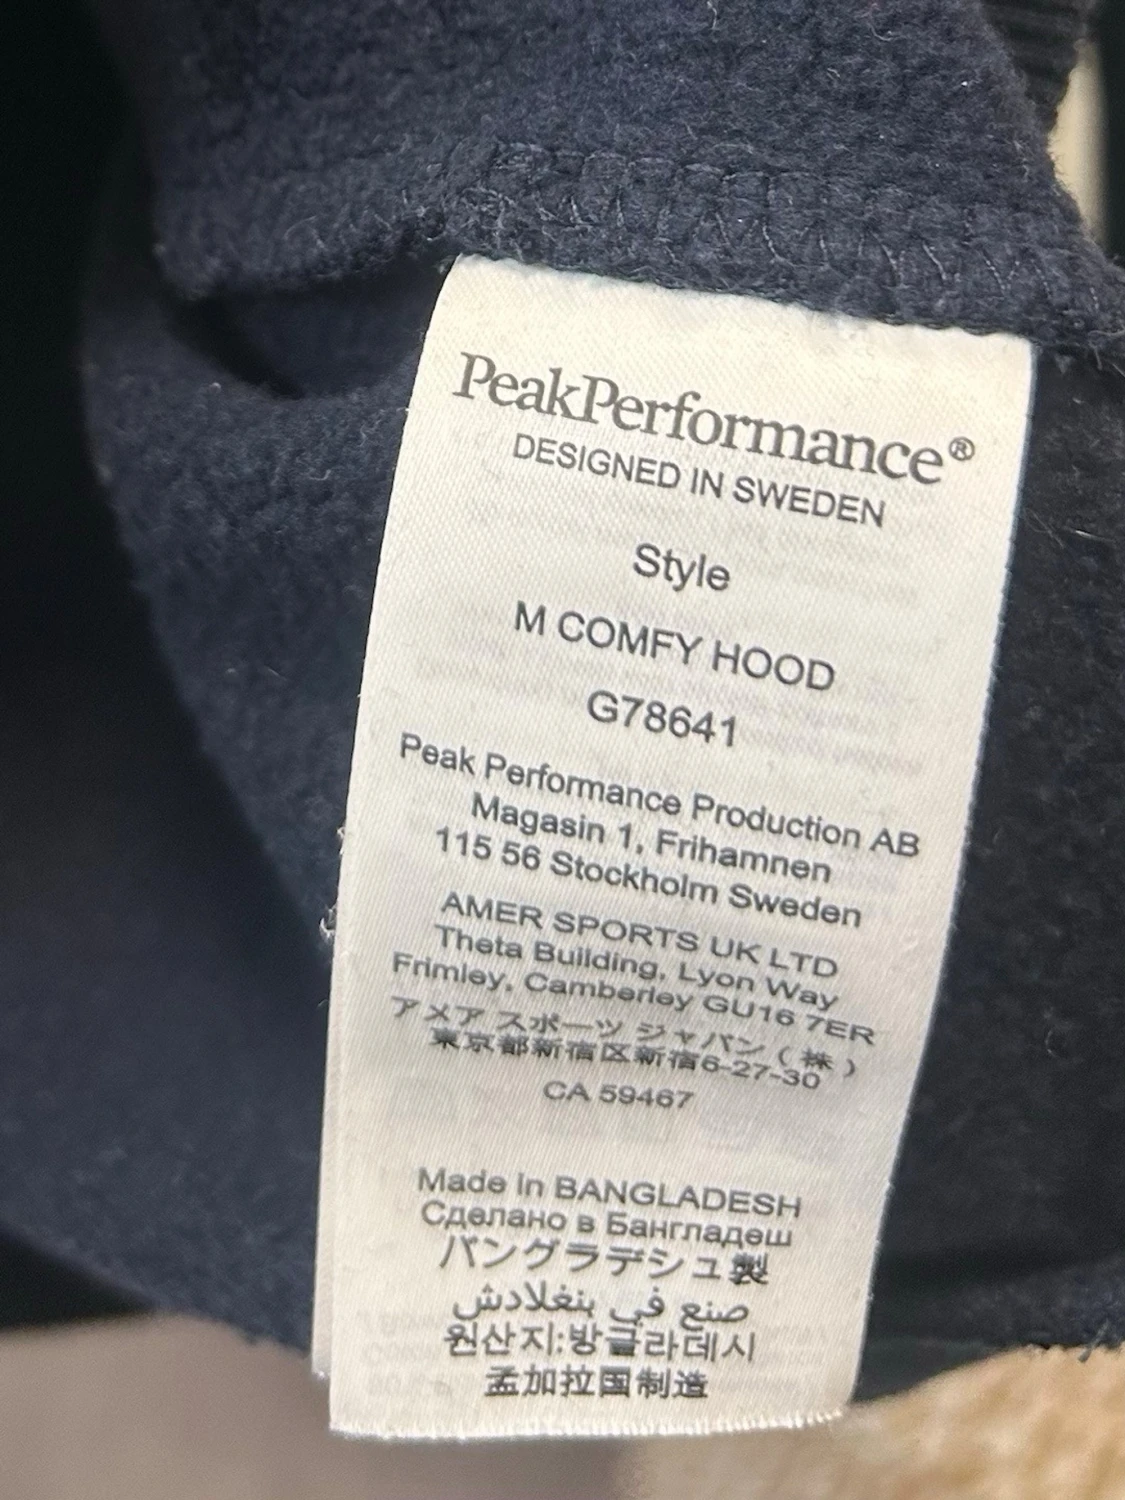 PeakPerformance®
DESIGNED IN SWEDEN
Style
M COMFY HOOD
G78641
Peak Performance Production AB
Magasin 1, Frihamnen
115 56 Stockholm Sweden
AMER SPORTS UK LTD
Theta Building, Lyon Way
Frimley, Camberley GU16 7ER
アメア スポーツ ジャパン（株）
東京都新宿区新宿6-27-30
CA 59467
Made in BANGLADESH
Сделано в Бангладеш
バングラデシュ製
صنع في بنغلادش
원산지:방글라데시
孟加拉国制造